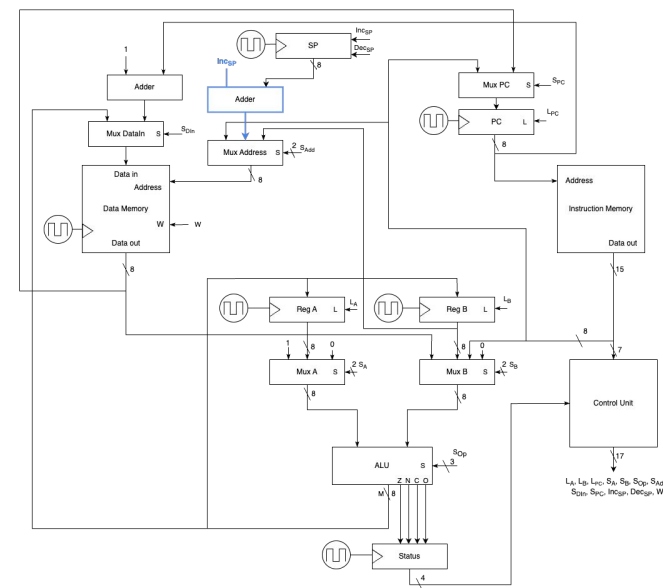 Inc_SP
SP
Dec_SP
1
Inc_SP
8
Mux PC S
S_PC
Adder
Adder
PC L
L_PC
Mux DataIn S
S_DIn
8
Mux Address S
2 S_Add
Data in
Address
8
Address
Data Memory
Instruction Memory
W
W
Data out
Data out
8
15
Reg A L
L_A
Reg B L
L_B
8
1
8
0
8
0
7
Mux A S
2 S_A
Mux B S
2 S_B
8
8
Control Unit
S_Op
ALU S
3
17
Z N C O
M
8
L_A, L_B, L_PC, S_A, S_B, S_Op, S_Ad
S_DIn, S_PC, Inc_SP, Dec_SP, W
Status
4